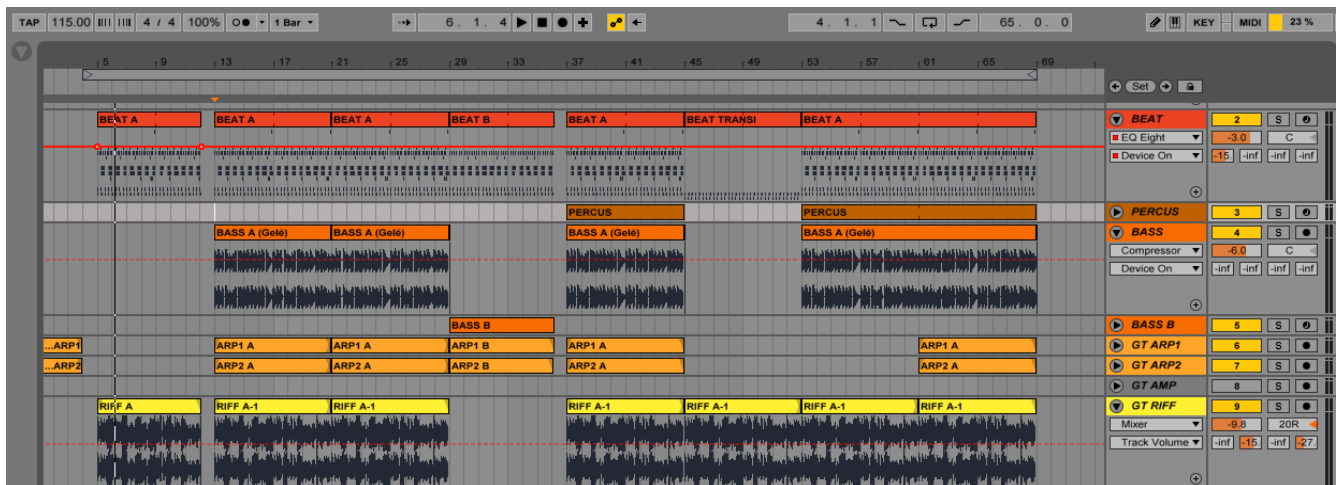 TAP 115.00 4 / 4 100% 1 Bar 6. 1. 4 4. 1. 1 65. 0. 0 KEY MIDI 23 %
5 9 13 17 21 25 29 33 37 41 45 49 53 57 61 65 69
Set
BEAT A BEAT A BEAT A BEAT B BEAT A BEAT TRANSI BEAT A BEAT 2 S
EQ Eight -3.0 C
Device On -15. -inf -inf -inf
PERCUS PERCUS PERCUS 3 S
BASS A (Gelé) BASS A (Gelé) BASS A (Gelé) BASS A (Gelé) BASS 4 S
Compressor -6.0 C
Device On -inf -inf -inf -inf
BASS B BASS B 5 S
...ARP1 ARP1 A ARP1 A ARP1 B ARP1 A ARP1 A GT ARP1 6 S
...ARP2 ARP2 A ARP2 A ARP2 B ARP2 A ARP2 A GT ARP2 7 S
GT AMP 8 S
RIFF A RIFF A-1 RIFF A-1 RIFF A-1 RIFF A-1 RIFF A-1 RIFF A-1 GT RIFF 9 S
Mixer -9.8 20R
Track Volume -inf -15. -inf -27.